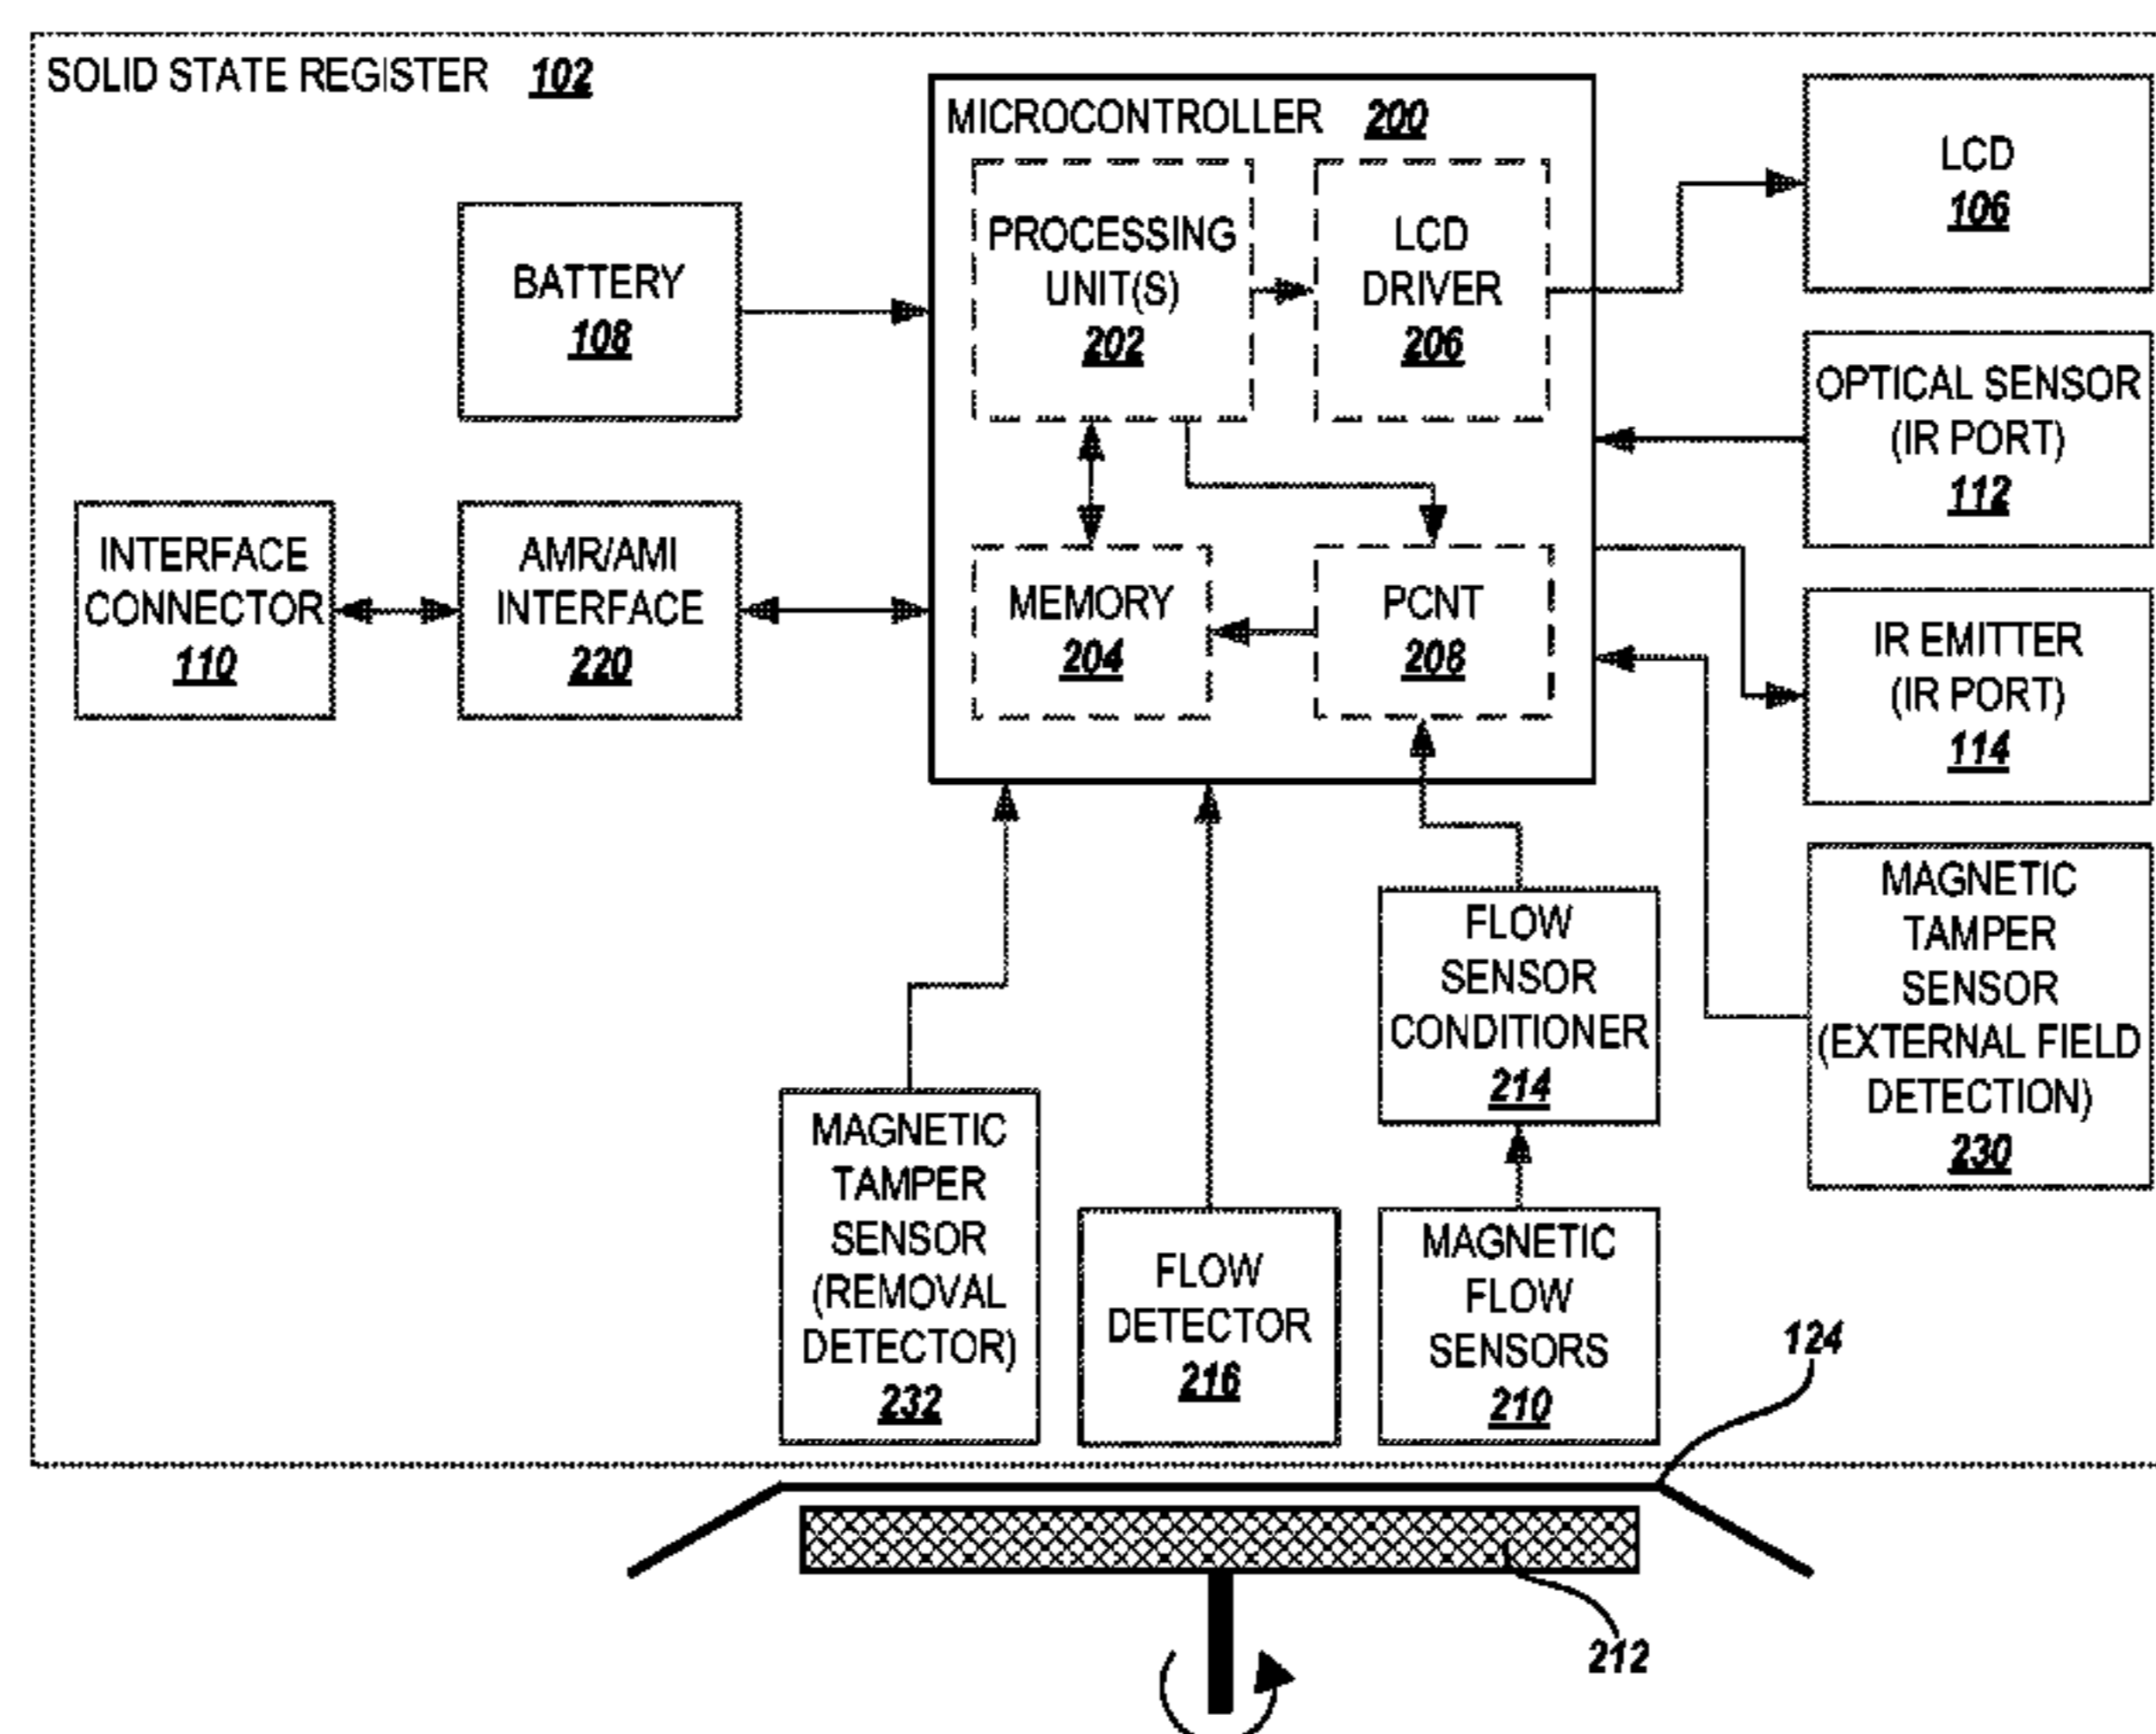 SOLID STATE REGISTER 102
MICROCONTROLLER 200
PROCESSING
UNIT(S)
202
LCD
DRIVER
206
LCD
106
BATTERY
108
OPTICAL SENSOR
(IR PORT)
112
INTERFACE
CONNECTOR
110
AMR/AMI
INTERFACE
220
MEMORY
204
PCNT
208
IR EMITTER
(IR PORT)
114
MAGNETIC
TAMPER
SENSOR
(EXTERNAL FIELD
DETECTION)
230
FLOW
SENSOR
CONDITIONER
214
MAGNETIC
TAMPER
SENSOR
(REMOVAL
DETECTOR)
232
FLOW
DETECTOR
216
MAGNETIC
FLOW
SENSORS
210
124
212